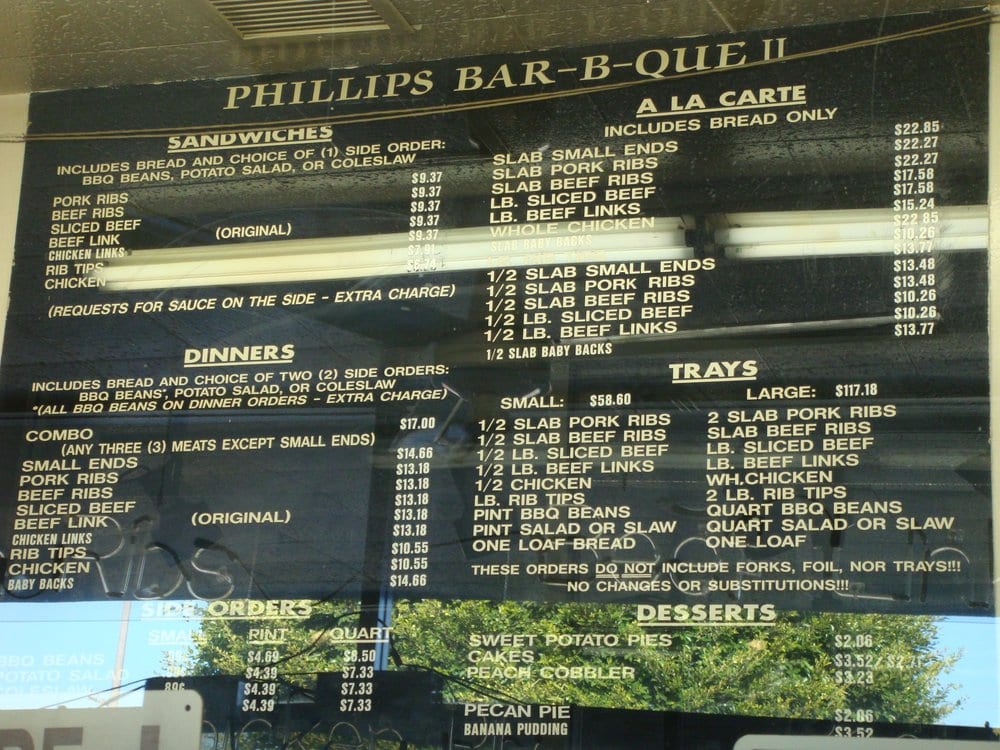 PHILLIPS BAR-B-QUE II
SANDWICHES
INCLUDES BREAD AND CHOICE OF (1) SIDE ORDER:
BBQ BEANS, POTATO SALAD, OR COLESLAW
PORK RIBS $9.37
BEEF RIBS $9.37
SLICED BEEF $9.37
BEEF LINK (ORIGINAL) $9.37
CHICKEN LINKS $9.37
RIB TIPS $7.91
CHICKEN
(REQUESTS FOR SAUCE ON THE SIDE - EXTRA CHARGE)
DINNERS
INCLUDES BREAD AND CHOICE OF TWO (2) SIDE ORDERS:
BBQ BEANS*, POTATO SALAD, OR COLESLAW
*(ALL BBQ BEANS ON DINNER ORDERS - EXTRA CHARGE)
COMBO $17.00
(ANY THREE (3) MEATS EXCEPT SMALL ENDS)
SMALL ENDS $14.66
PORK RIBS $13.18
BEEF RIBS $13.18
SLICED BEEF $13.18
BEEF LINK (ORIGINAL) $13.18
CHICKEN LINKS $13.18
RIB TIPS $10.55
CHICKEN $10.55
BABY BACKS $14.66
SIDE ORDERS
SMALL PINT QUART
BBQ BEANS $4.69 $8.50
POTATO SALAD $4.39 $7.33
COLESLAW $4.39 $7.33
$4.39 $7.33
A LA CARTE
INCLUDES BREAD ONLY
SLAB SMALL ENDS $22.85
SLAB PORK RIBS $22.27
SLAB BEEF RIBS $22.27
LB. SLICED BEEF $17.58
LB. BEEF LINKS $17.58
WHOLE CHICKEN $15.24
SLAB BABY BACKS $22.85
1/2 SLAB SMALL ENDS $10.26
1/2 SLAB PORK RIBS $13.77
1/2 SLAB BEEF RIBS $13.48
1/2 LB. SLICED BEEF $13.48
1/2 LB. BEEF LINKS $10.26
$10.26
1/2 SLAB BABY BACKS $13.77
TRAYS
SMALL: $58.60
1/2 SLAB PORK RIBS
1/2 SLAB BEEF RIBS
1/2 LB. SLICED BEEF
1/2 LB. BEEF LINKS
1/2 CHICKEN
LB. RIB TIPS
PINT BBQ BEANS
PINT SALAD OR SLAW
ONE LOAF BREAD
LARGE: $117.18
2 SLAB PORK RIBS
SLAB BEEF RIBS
LB. SLICED BEEF
LB. BEEF LINKS
WH.CHICKEN
2 LB. RIB TIPS
QUART BBQ BEANS
QUART SALAD OR SLAW
ONE LOAF
THESE ORDERS DO NOT INCLUDE FORKS, FOIL, NOR TRAYS!!!
NO CHANGES OR SUBSTITUTIONS!!!
DESSERTS
SWEET POTATO PIES $2.06
CAKES $3.52/
PEACH COBBLER $3.23
PECAN PIE $2.06
BANANA PUDDING $3.52